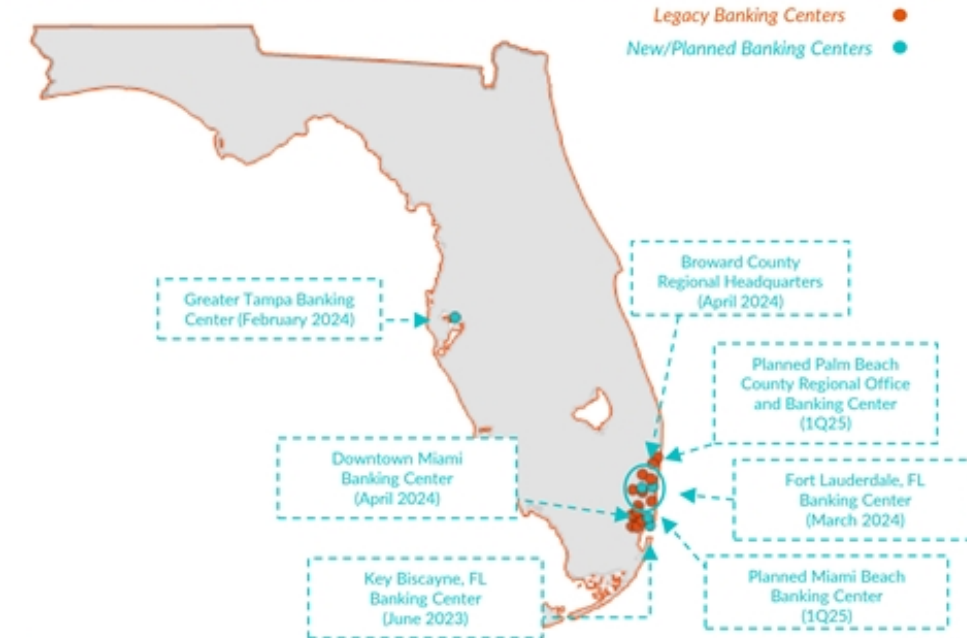 Legacy Banking Centers
New/Planned Banking Centers
Broward County
Regional Headquarters
(April 2024)
Greater Tampa Banking
Center (February 2024)
Planned Palm Beach
County Regional Office
and Banking Center
(1Q25)
Downtown Miami
Banking Center
(April 2024)
Fort Lauderdale, FL
Banking Center
(March 2024)
Key Biscayne, FL
Banking Center
(June 2023)
Planned Miami Beach
Banking Center
(1Q25)